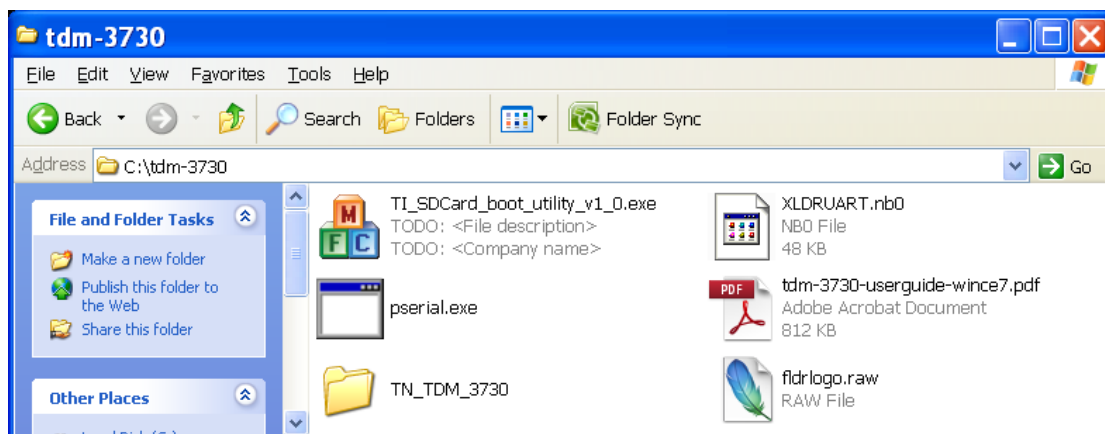 tdm-3730
File Edit View Favorites Tools Help
Back Search Folders Folder Sync
Address C:\tdm-3730 Go
File and Folder Tasks
Make a new folder
Publish this folder to
the Web
Share this folder
Other Places
TI_SDCard_boot_utility_v1_0.exe
TODO: <File description>
TODO: <Company name>
pserial.exe
TN_TDM_3730
XLDRUART.nb0
NB0 File
48 KB
tdm-3730-userguide-wince7.pdf
Adobe Acrobat Document
812 KB
fldrlogo.raw
RAW File
M
F C
PDF